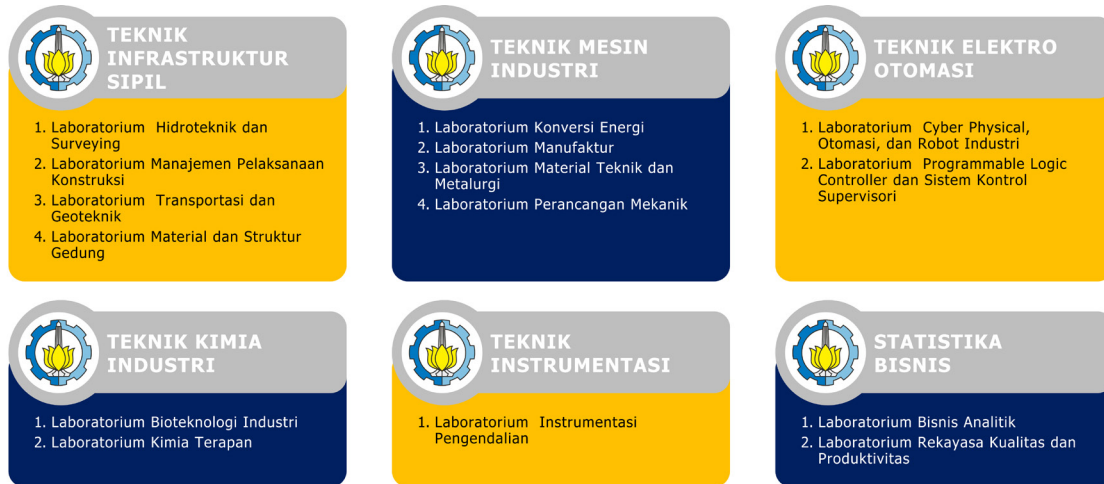 TEKNIK
INFRASTRUKTUR
SIPIL
1. Laboratorium Hidroteknik dan
Surveying
2. Laboratorium Manajemen Pelaksanaan
Konstruksi
3. Laboratorium Transportasi dan
Geoteknik
4. Laboratorium Material dan Struktur
Gedung
TEKNIK MESIN
INDUSTRI
1. Laboratorium Konversi Energi
2. Laboratorium Manufaktur
3. Laboratorium Material Teknik dan
Metalurgi
4. Laboratorium Perancangan Mekanik
TEKNIK ELEKTRO
OTOMASI
1. Laboratorium Cyber Physical,
Otomasi, dan Robot Industri
2. Laboratorium Programmable Logic
Controller dan Sistem Kontrol
Supervisori
TEKNIK KIMIA
INDUSTRI
1. Laboratorium Bioteknologi Industri
2. Laboratorium Kimia Terapan
TEKNIK
INSTRUMENTASI
1. Laboratorium Instrumentasi
Pengendalian
STATISTIKA
BISNIS
1. Laboratorium Bisnis Analitik
2. Laboratorium Rekayasa Kualitas dan
Produktivitas